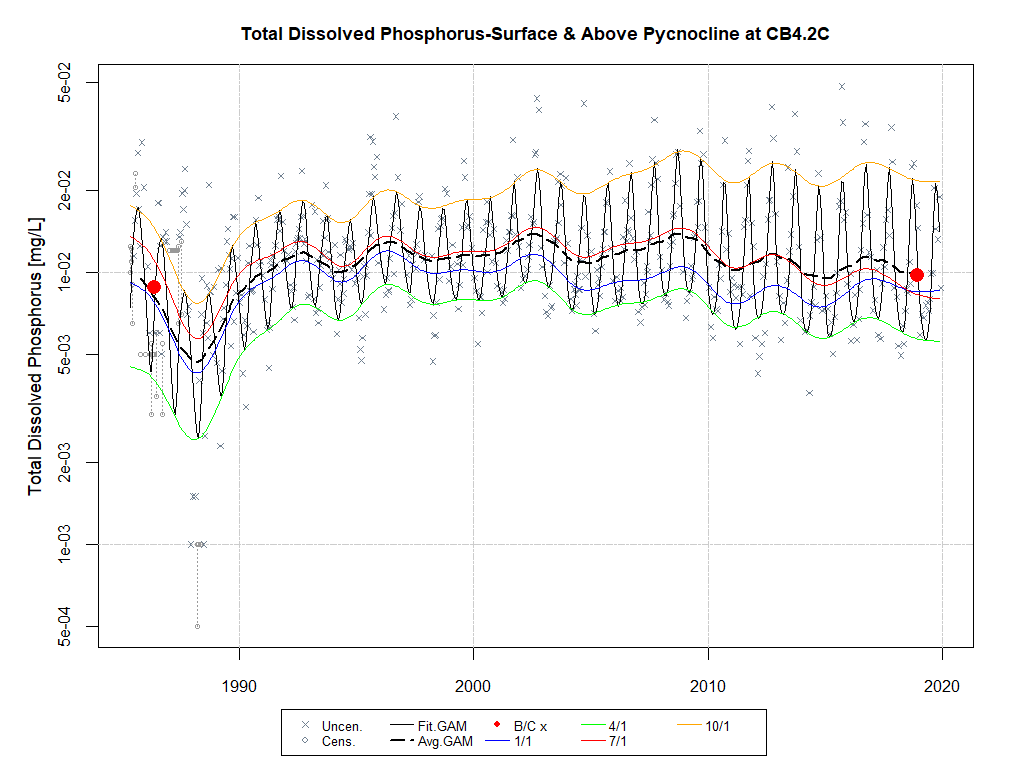 Total Dissolved Phosphorus-Surface & Above Pycnocline at CB4.2C
Total Dissolved Phosphorus [mg/L]
5e-02
2e-02
1e-02
5e-03
2e-03
1e-03
5e-04
1990 2000 2010 2020
Uncen. Fit.GAM B/C x 4/1 10/1
Cens. Avg.GAM 1/1 7/1